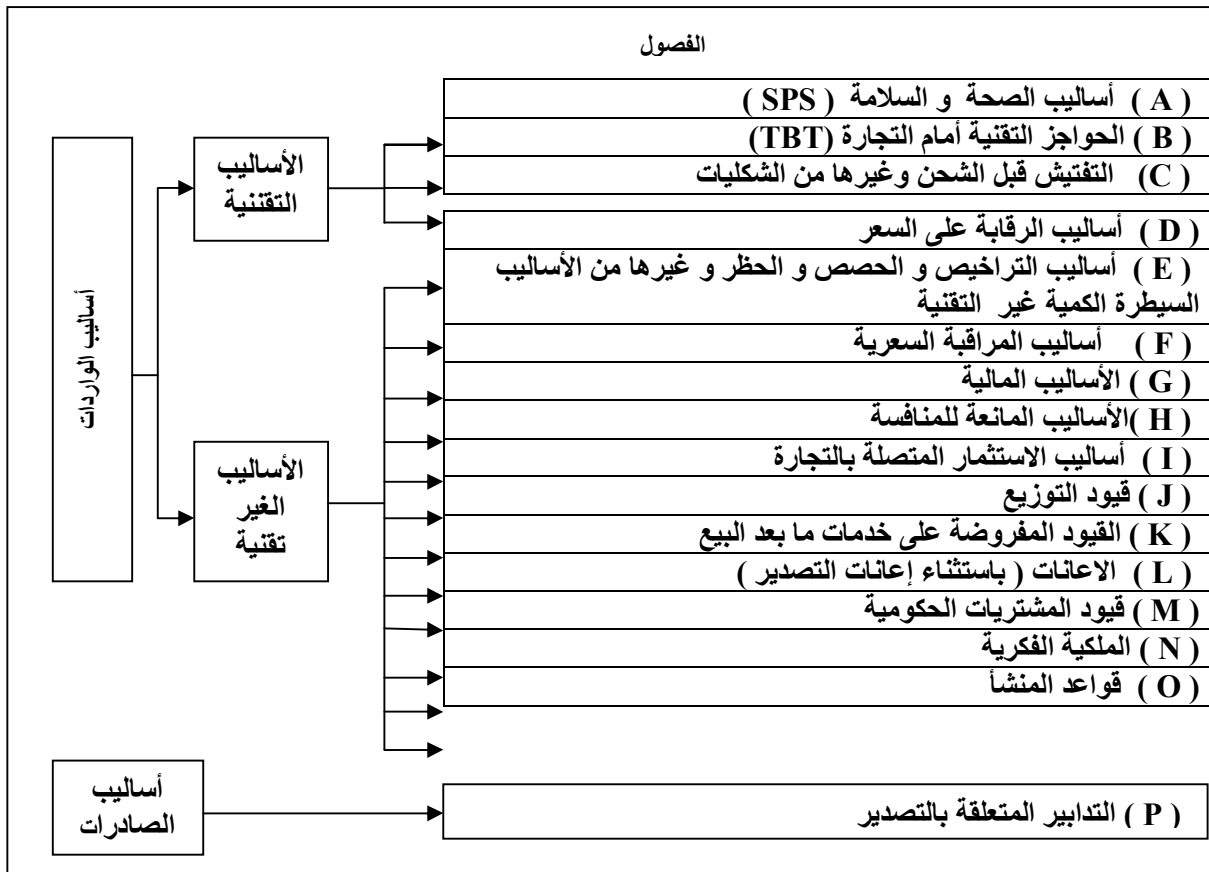 الفصول
( A ) أساليب الصحة و السلامة ( SPS )
( B ) الحواجز التقنية أمام التجارة (TBT)
(C) التفتيش قبل الشحن وغيرها من الشكليات
( D ) أساليب الرقابة على السعر
( E ) أساليب التراخيص و الحصص و الحظر و غيرها من الأساليب
السيطرة الكمية غير التقنية
( F ) أساليب المراقبة السعرية
( G ) الأساليب المالية
( H )الأساليب المانعة للمنافسة
( I ) أساليب الاستثمار المتصلة بالتجارة
( J ) قيود التوزيع
( K ) القيود المفروضة على خدمات ما بعد البيع
( L ) الاعانات ( باستثناء إعانات التصدير )
( M ) قيود المشتريات الحكومية
( N ) الملكية الفكرية
( O ) قواعد المنشأ
الأساليب
التقننية
أساليب الواردات
الأساليب
الغير
تقنية
أساليب
الصادرات
( P ) التدابير المتعلقة بالتصدير